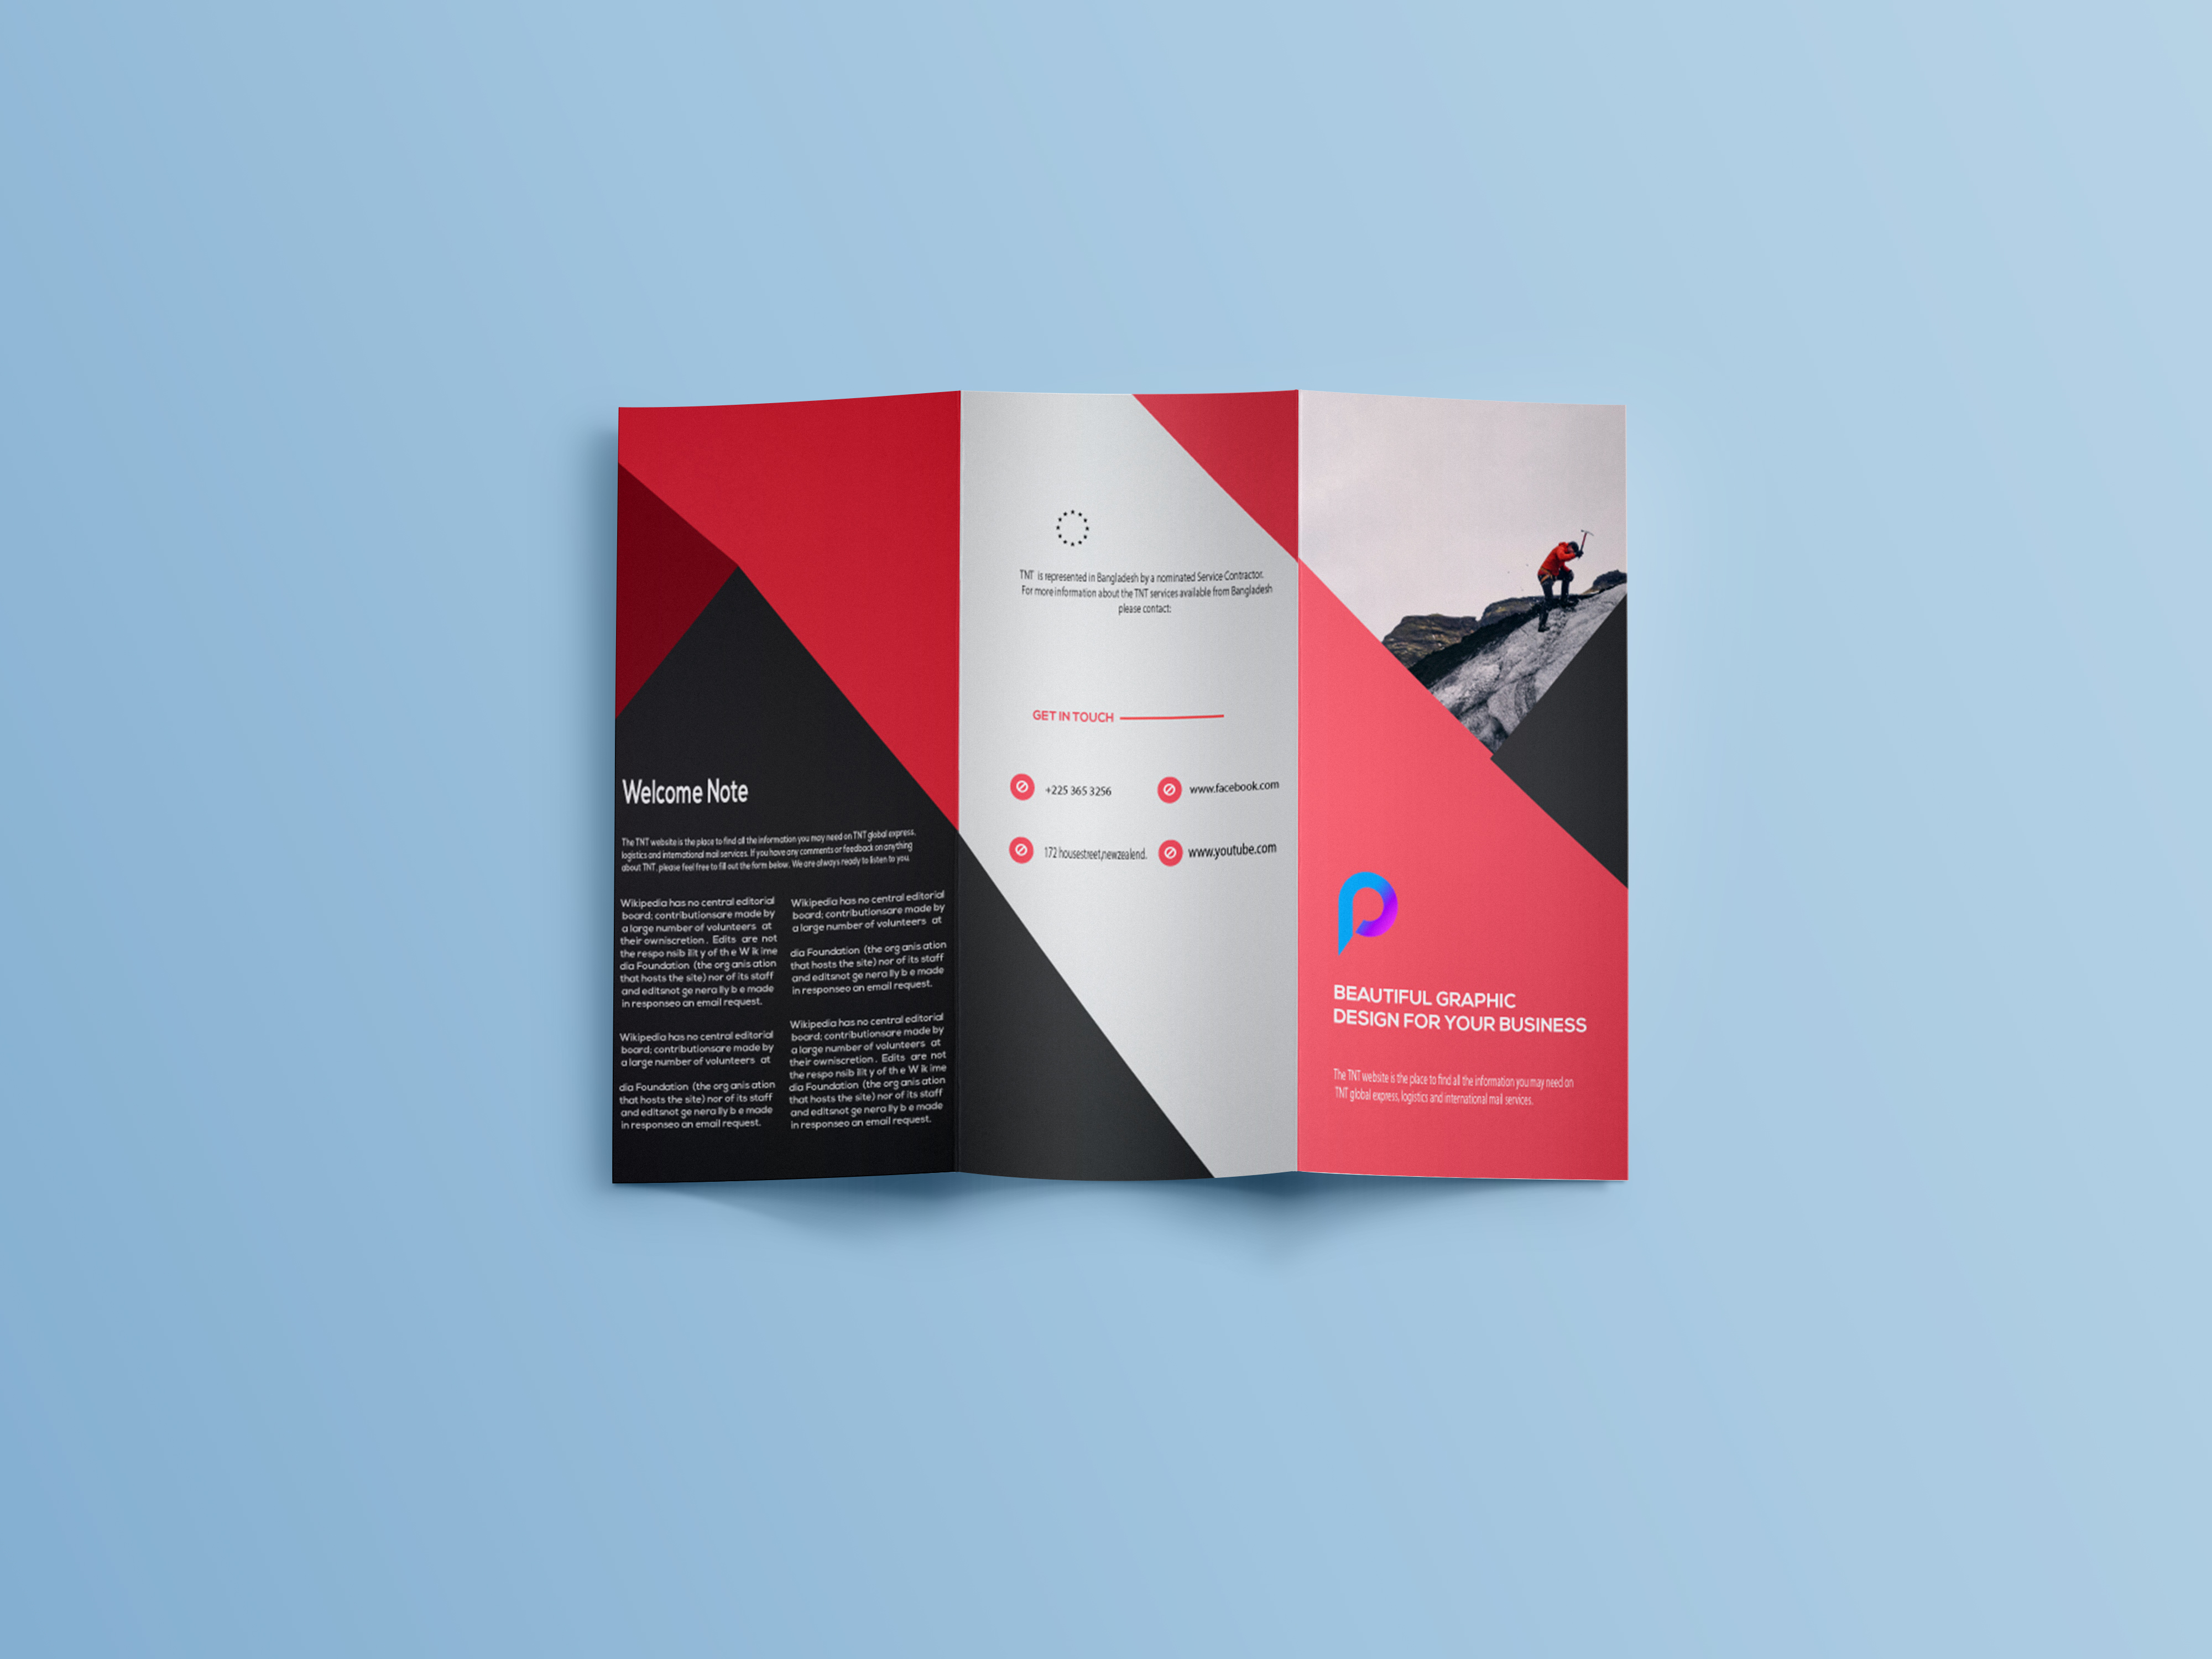 Welcome Note
The TNT website is the place to find all the information you may need on TNT global express,
logistics and international mail services. If you have any comments or feedback on anything
about TNT, please feel free to fill out the form below. We are always ready to listen to you.
Wikipedia has no central editorial
board; contributionsare made by
a large number of volunteers at
their owniscretion. Edits are not
the respo nsib ilit y of th e W ik ime
dia Foundation (the org anis ation
that hosts the site) nor of its staff
and editsnot ge nera lly b e made
in responseo an email request.
Wikipedia has no central editorial
board; contributionsare made by
a large number of volunteers at
dia Foundation (the org anis ation
that hosts the site) nor of its staff
and editsnot ge nera lly b e made
in responseo an email request.
Wikipedia has no central editorial
board; contributionsare made by
a large number of volunteers at
dia Foundation (the org anis ation
that hosts the site) nor of its staff
and editsnot ge nera lly b e made
in responseo an email request.
Wikipedia has no central editorial
board; contributionsare made by
a large number of volunteers at
their owniscretion. Edits are not
the respo nsib ilit y of th e W ik ime
dia Foundation (the org anis ation
that hosts the site) nor of its staff
and editsnot ge nera lly b e made
in responseo an email request.
TNT is represented in Bangladesh by a nominated Service Contractor.
For more information about the TNT services available from Bangladesh
please contact:
GET IN TOUCH
+225 365 3256
www.facebook.com
172 housestreet,newzealend.
www.youtube.com
BEAUTIFUL GRAPHIC
DESIGN FOR YOUR BUSINESS
The TNT website is the place to find all the information you may need on
TNT global express, logistics and international mail services.